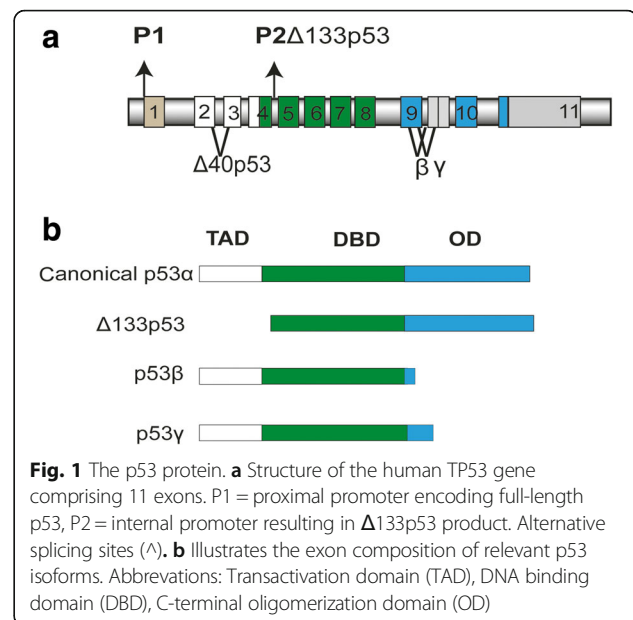 a
P1 P2Δ133p53
1 2 3 4 5 6 7 8 9 10 11
Δ40p53 β γ
b
TAD DBD OD
Canonical p53α
Δ133p53
p53β
p53γ
Fig. 1 The p53 protein. a Structure of the human TP53 gene
comprising 11 exons. P1 = proximal promoter encoding full-length
p53, P2 = internal promoter resulting in Δ133p53 product. Alternative
splicing sites (^). b Illustrates the exon composition of relevant p53
isoforms. Abbrevations: Transactivation domain (TAD), DNA binding
domain (DBD), C-terminal oligomerization domain (OD)